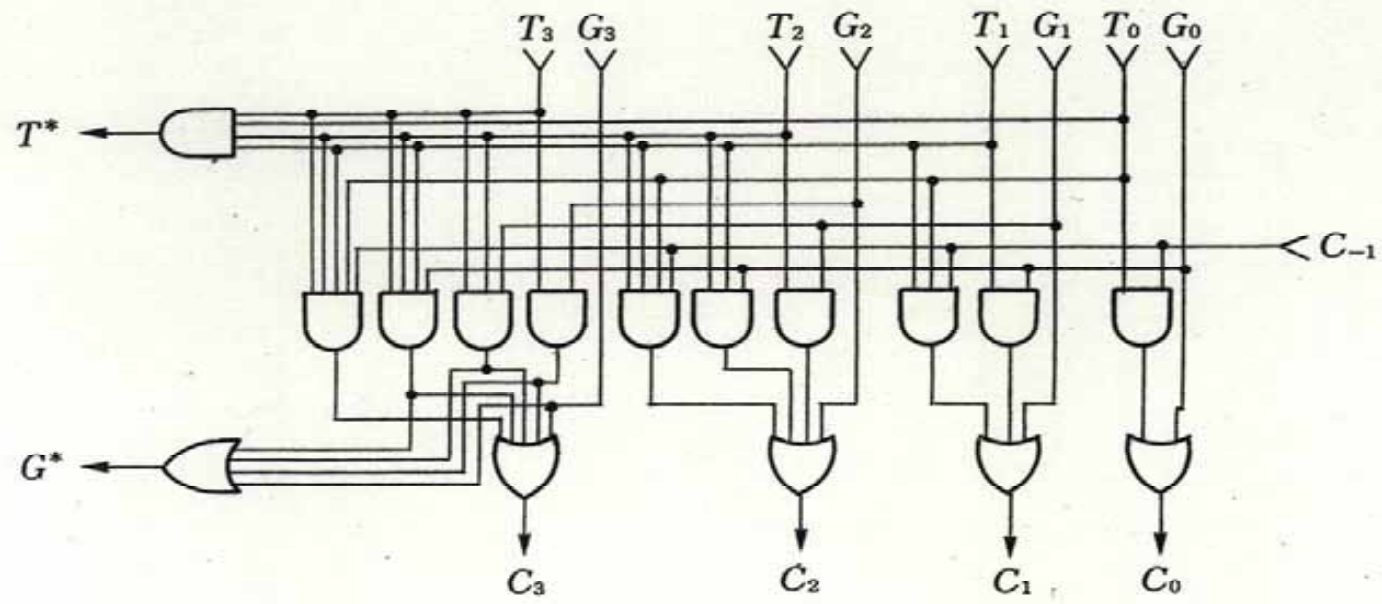 T₃ G₃ T₂ G₂ T₁ G₁ T₀ G₀
T*
C₋₁
G*
C₃ C₂ C₁ C₀